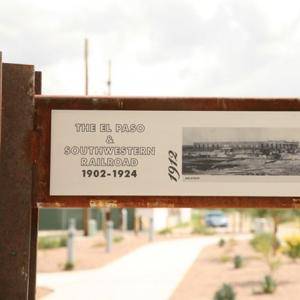 THE EL PASO
&
SOUTHWESTERN
RAILROAD
1902-1924
1912